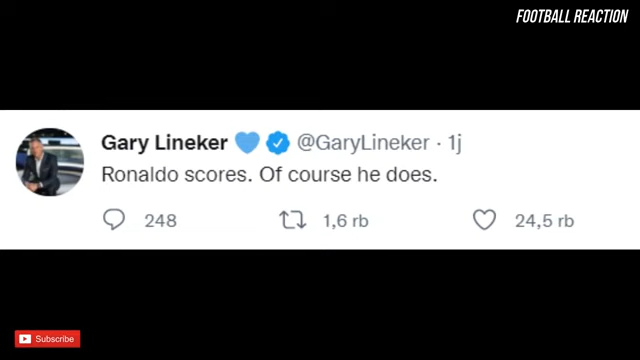 FOOTBALL REACTION
Gary Lineker 💙 @GaryLineker · 1j
Ronaldo scores. Of course he does.
248 1,6 rb 24,5 rb
Subscribe